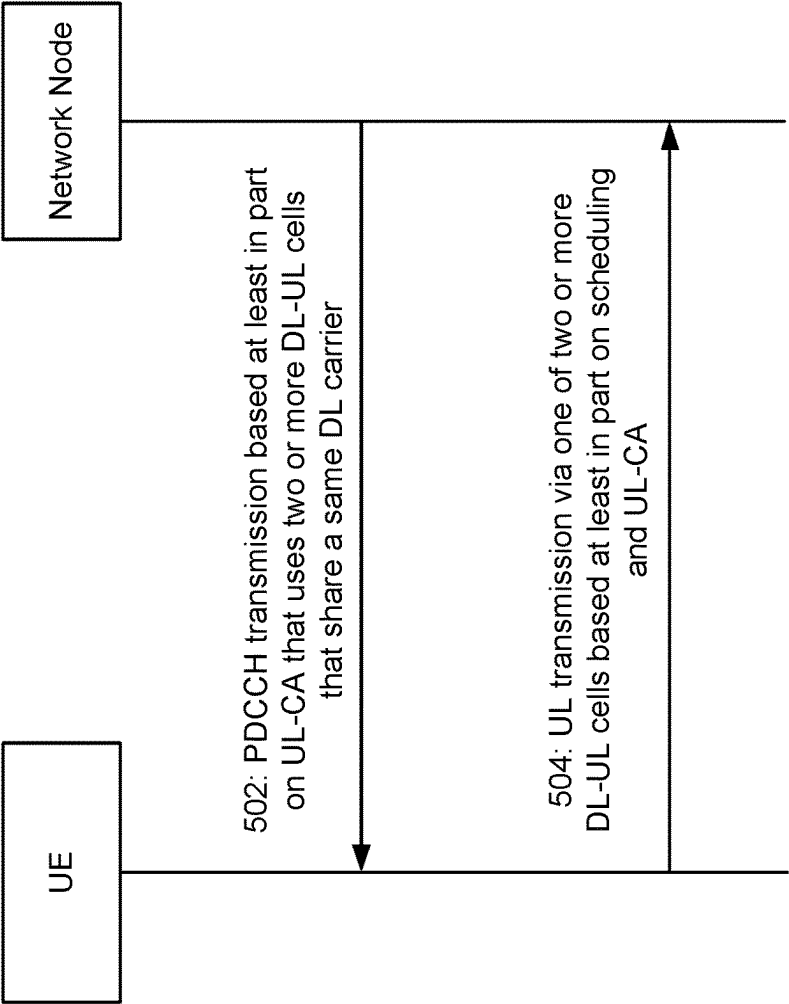 UE
Network Node
502: PDCCH transmission based at least in part
on UL-CA that uses two or more DL-UL cells
that share a same DL carrier
504: UL transmission via one of two or more
DL-UL cells based at least in part on scheduling
and UL-CA